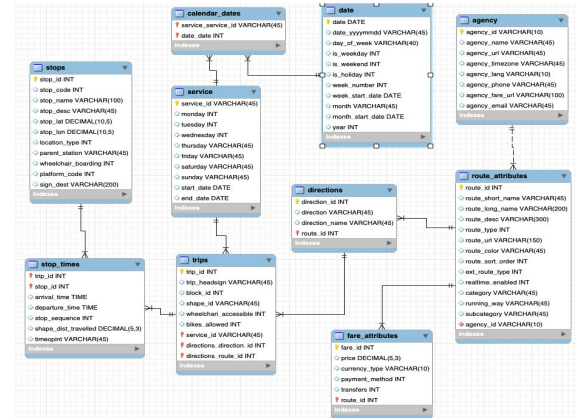 calendar_dates
service_service_id VARCHAR(45)
date_date INT
Indexes
date
date DATE
date_yyyymmdd VARCHAR(45)
day_of_week VARCHAR(40)
is_weekday INT
is_weekend INT
is_holiday INT
week_number INT
week_start_date DATE
month VARCHAR(45)
month_start_date DATE
year INT
Indexes
agency
agency_id VARCHAR(10)
agency_name VARCHAR(45)
agency_url VARCHAR(45)
agency_timezone VARCHAR(45)
agency_lang VARCHAR(10)
agency_phone VARCHAR(45)
agency_fare_url VARCHAR(100)
agency_email VARCHAR(45)
Indexes
stops
stop_id INT
stop_code INT
stop_name VARCHAR(100)
stop_desc VARCHAR(45)
stop_lat DECIMAL(10,5)
stop_lon DECIMAL(10,5)
location_type INT
parent_station VARCHAR(45)
wheelchair_boarding INT
platform_code INT
sign_dest VARCHAR(200)
Indexes
service
service_id VARCHAR(45)
monday INT
tuesday INT
wednesday INT
thursday VARCHAR(45)
friday VARCHAR(45)
saturday VARCHAR(45)
sunday VARCHAR(45)
start_date DATE
end_date DATE
Indexes
directions
direction_id INT
direction VARCHAR(45)
direction_name VARCHAR(45)
route_id INT
Indexes
route_attributes
route_id INT
route_short_name VARCHAR(45)
route_long_name VARCHAR(200)
route_desc VARCHAR(300)
route_type INT
route_url VARCHAR(150)
route_color VARCHAR(45)
route_sort_order INT
ext_route_type INT
realtime_enabled INT
category VARCHAR(45)
running_way VARCHAR(45)
subcategory VARCHAR(45)
agency_id VARCHAR(10)
Indexes
stop_times
trip_id INT
stop_id INT
arrival_time TIME
departure_time TIME
stop_sequence INT
shape_dist_travelled DECIMAL(5,3)
timeopint VARCHAR(45)
Indexes
trips
trip_id INT
trip_headsign VARCHAR(45)
block_id INT
shape_id VARCHAR(45)
wheelchari_accessible INT
bikes_allowed INT
service_id VARCHAR(45)
directions_direction_id INT
directions_route_id INT
Indexes
fare_attributes
fare_id INT
price DECIMAL(5,3)
currency_type VARCHAR(10)
payment_method INT
transfers INT
route_id INT
Indexes